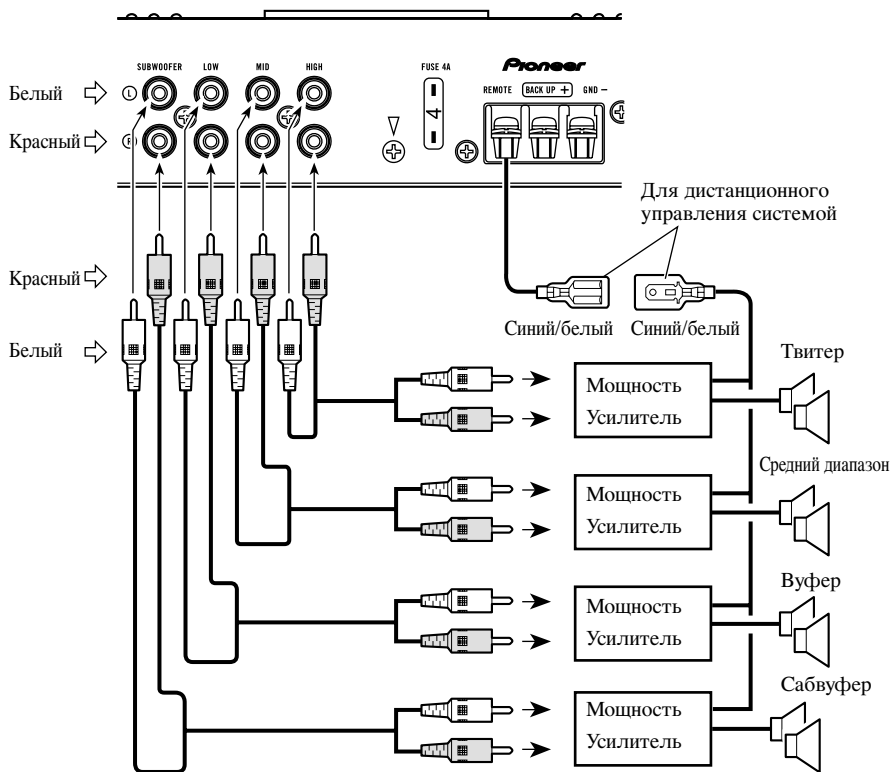 SUBWOOFER LOW MID HIGH FUSE 4A Pioneer
REMOTE BACK UP + GND −
Белый L
4
Красный R
Для дистанционного
управления системой
Красный
Синий/белый Синий/белый
Белый
Твитер
Мощность
Усилитель
Средний диапазон
Мощность
Усилитель
Вуфер
Мощность
Усилитель
Сабвуфер
Мощность
Усилитель